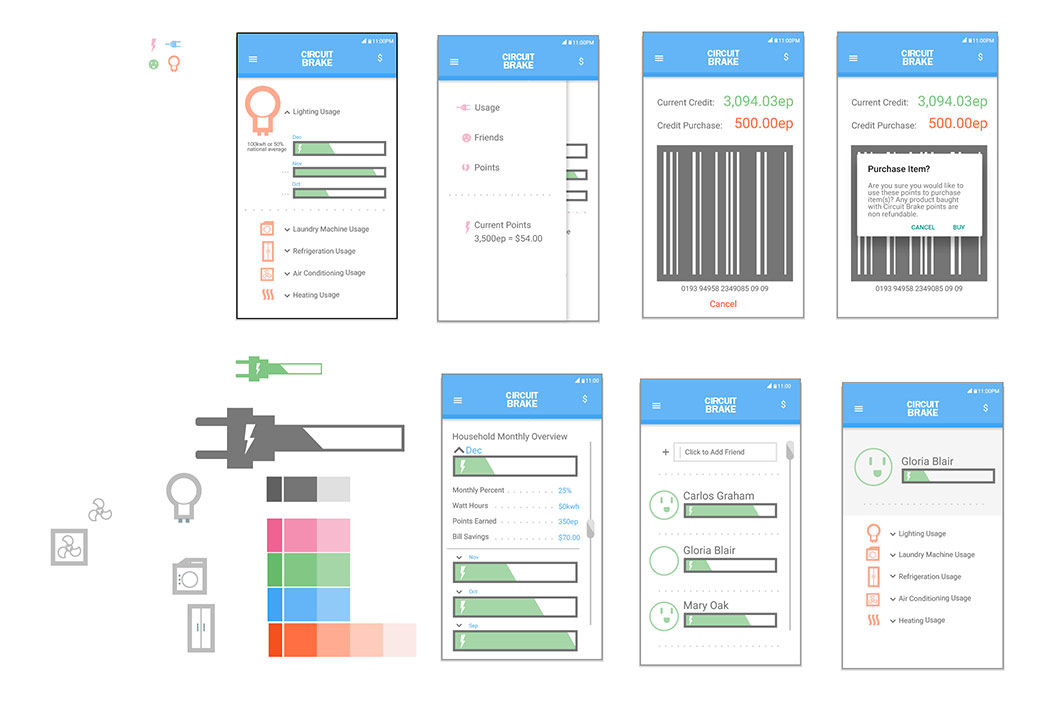 11:00PM
CIRCUIT
BRAKE
$
Lighting Usage
100kwh or 50%
national average
Dec
Nov
Oct
Laundry Machine Usage
Refrigeration Usage
Air Conditioning Usage
Heating Usage
11:00PM
CIRCUIT
BRAKE
$
Usage
Friends
Points
Current Points
3,500ep = $54.00
e
11:00PM
CIRCUIT
BRAKE
$
Current Credit: 3,094.03ep
Credit Purchase: 500.00ep
0193 94958 2349085 09 09
Cancel
11:00PM
CIRCUIT
BRAKE
$
Current Credit: 3,094.03ep
Credit Purchase: 500.00ep
Purchase Item?
Are you sure you would like to
use these points to purchase
item(s)? Any product baught
with Circuit Brake points are
non refundable.
CANCEL BUY
0193 94958 2349085 09 09
11:00
CIRCUIT
BRAKE
$
Household Monthly Overview
Dec
Monthly Percent . . . . . . . . 25%
Watt Hours . . . . . . . . . . 50kwh
Points Earned . . . . . . . . . 350ep
Bill Savings . . . . . . . . . . $70.00
Nov
Oct
Sep
11:00
CIRCUIT
BRAKE
$
+ Click to Add Friend
Carlos Graham
Gloria Blair
Mary Oak
11:00PM
CIRCUIT
BRAKE
$
Gloria Blair
Lighting Usage
Laundry Machine Usage
Refrigeration Usage
Air Conditioning Usage
Heating Usage